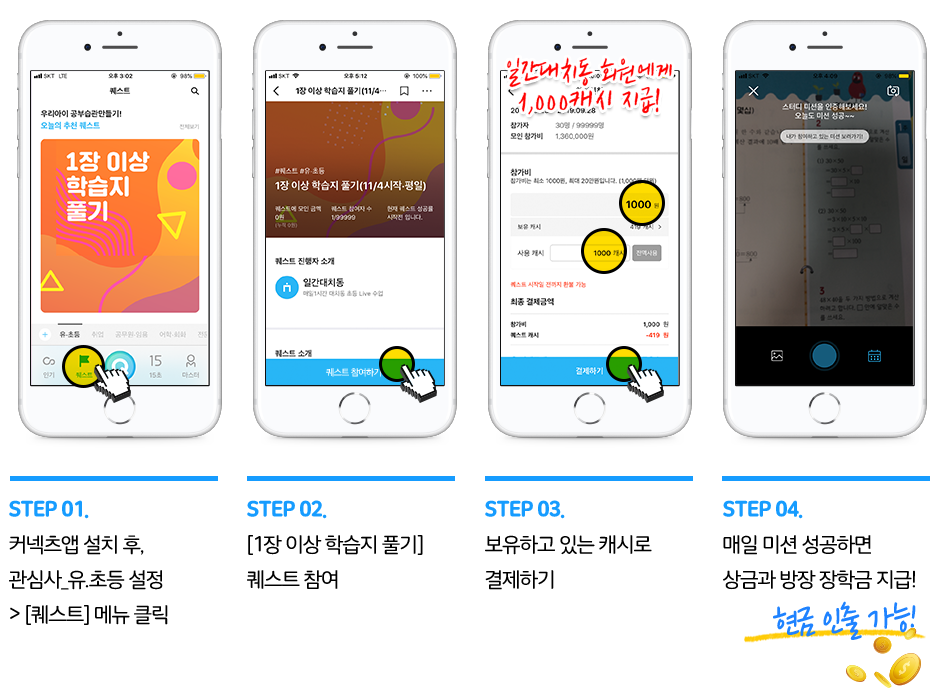 SKT LTE
오후 3:02
98%
퀘스트
우리아이 공부습관만들기!
오늘의 추천 퀘스트
전체보기
1장 이상
학습지
풀기
+ 유·초등 취업 공무원·임용 어학·회화
인기 퀘스트 15초 마스터
SKT
오후 5:12
100%
1장 이상 학습지 풀기(11/4...
#퀘스트 #유·초등
1장 이상 학습지 풀기(11/4시작·평일)
퀘스트에 모인 금액 퀘스트 참여자 수 현재 퀘스트 성공률
0원 1/99999 시작전 입니다.
(누적 0원)
퀘스트 진행자 소개
일간대치동
매일1시간 대치동 초등 Live 수업
퀘스트 소개
퀘스트 참여하기
SKT
일간대치동 회원에게
1,000캐시 지급!
20 19.09.28
참가자 30명 / 99999명
모인 참가비 1,360,000원
참가비
참가비는 최소 1000원, 최대 20만원입니다.
1000 원
보유 캐시 419 캐시 >
사용 캐시 1000 캐시 전액사용
퀘스트 시작일 전까지 환불 가능
최종 결제금액
참가비 1,000 원
퀘스트 캐시 -419 원
결제하기
스터디 미션을 인증해보세요!
오늘도 미션 성공~~
내가 참여하고 있는 미션 보러가기!
2
(1) 30×50
(2) 30×50
3
STEP 01.
커넥츠앱 설치 후,
관심사_유.초등 설정
> [퀘스트] 메뉴 클릭
STEP 02.
[1장 이상 학습지 풀기]
퀘스트 참여
STEP 03.
보유하고 있는 캐시로
결제하기
STEP 04.
매일 미션 성공하면
상금과 방장 장학금 지급!
현금 인출 가능!